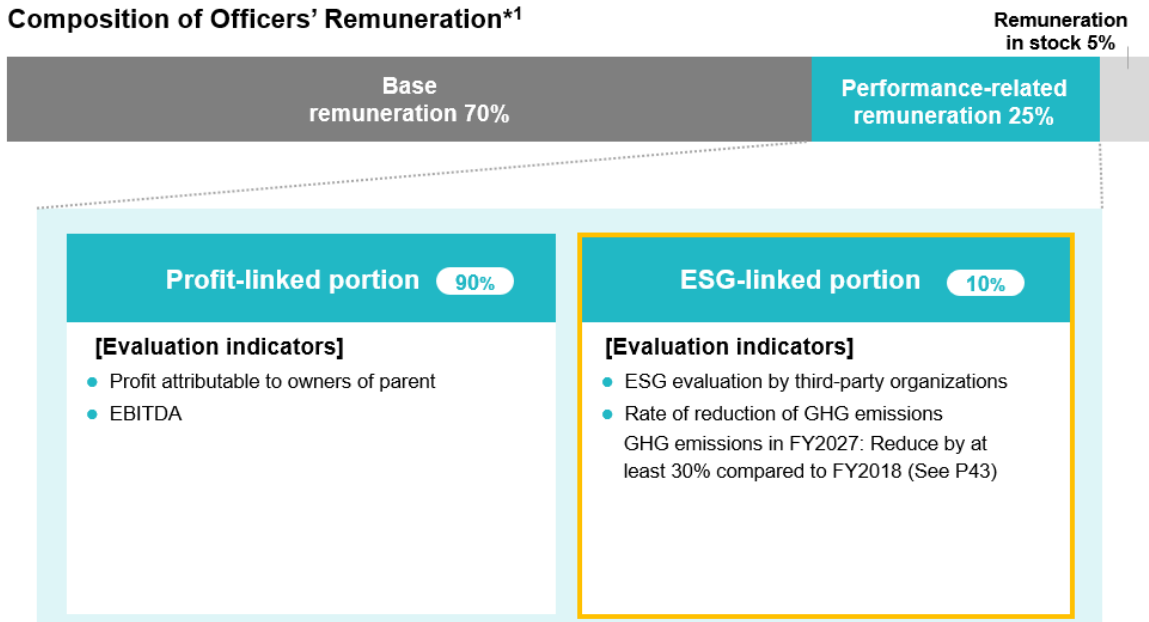 Composition of Officers' Remuneration*1
Remuneration
in stock 5%
Base
remuneration 70%
Performance-related
remuneration 25%
Profit-linked portion 90%
[Evaluation indicators]
● Profit attributable to owners of parent
● EBITDA
ESG-linked portion 10%
[Evaluation indicators]
● ESG evaluation by third-party organizations
● Rate of reduction of GHG emissions
GHG emissions in FY2027: Reduce by at
least 30% compared to FY2018 (See P43)